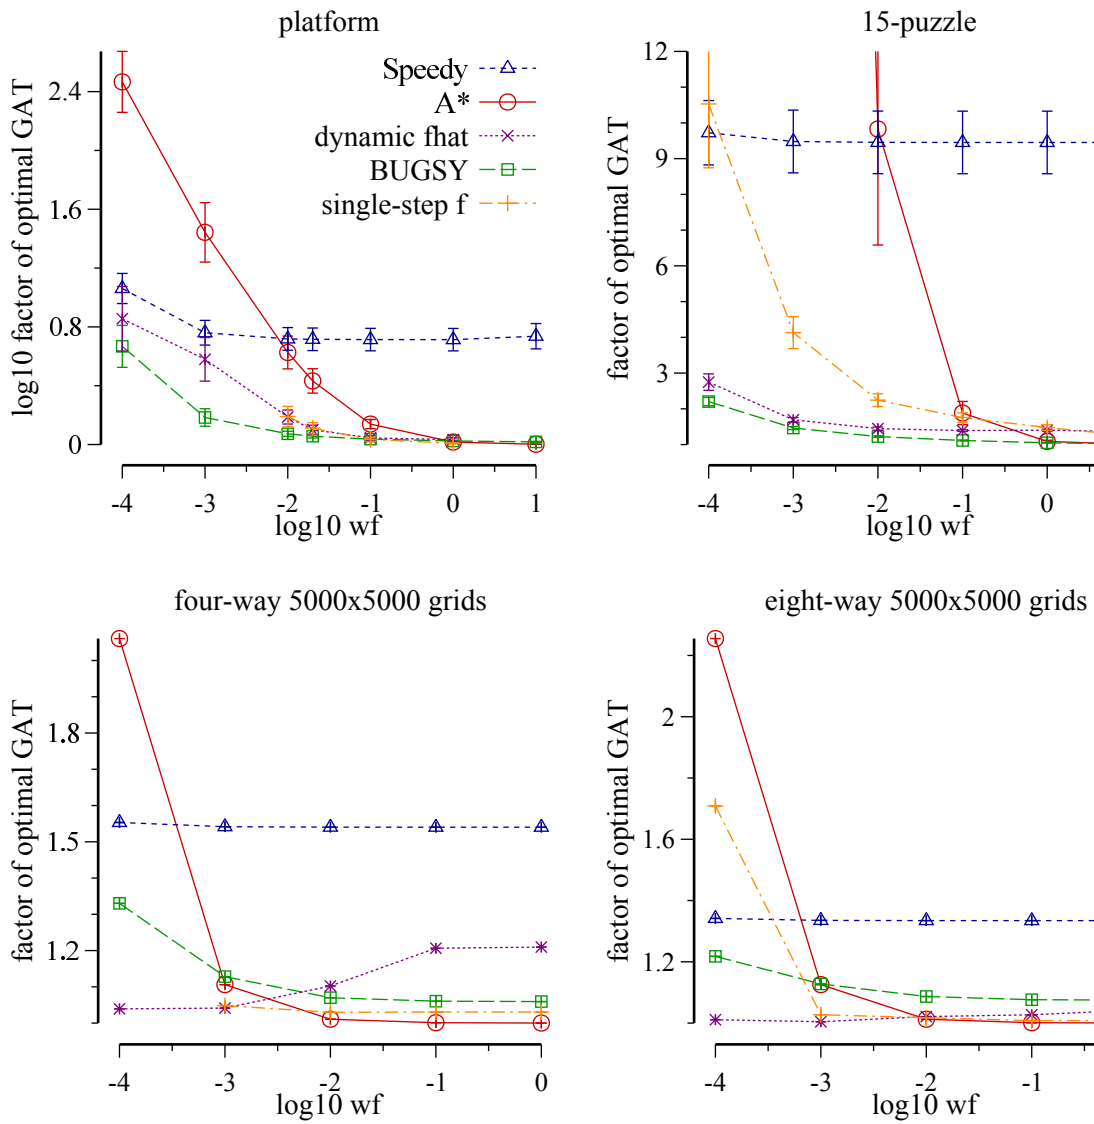 platform
log10 factor of optimal GAT
2.4
1.6
0.8
0
Speedy
A*
dynamic fhat
BUGSY
single-step f
-4 -3 -2 -1 0 1
log10 wf
15-puzzle
factor of optimal GAT
12
9
6
3
-4 -3 -2 -1 0
log10 wf
four-way 5000x5000 grids
factor of optimal GAT
1.8
1.5
1.2
-4 -3 -2 -1 0
log10 wf
eight-way 5000x5000 grids
factor of optimal GAT
2
1.6
1.2
-4 -3 -2 -1
log10 wf